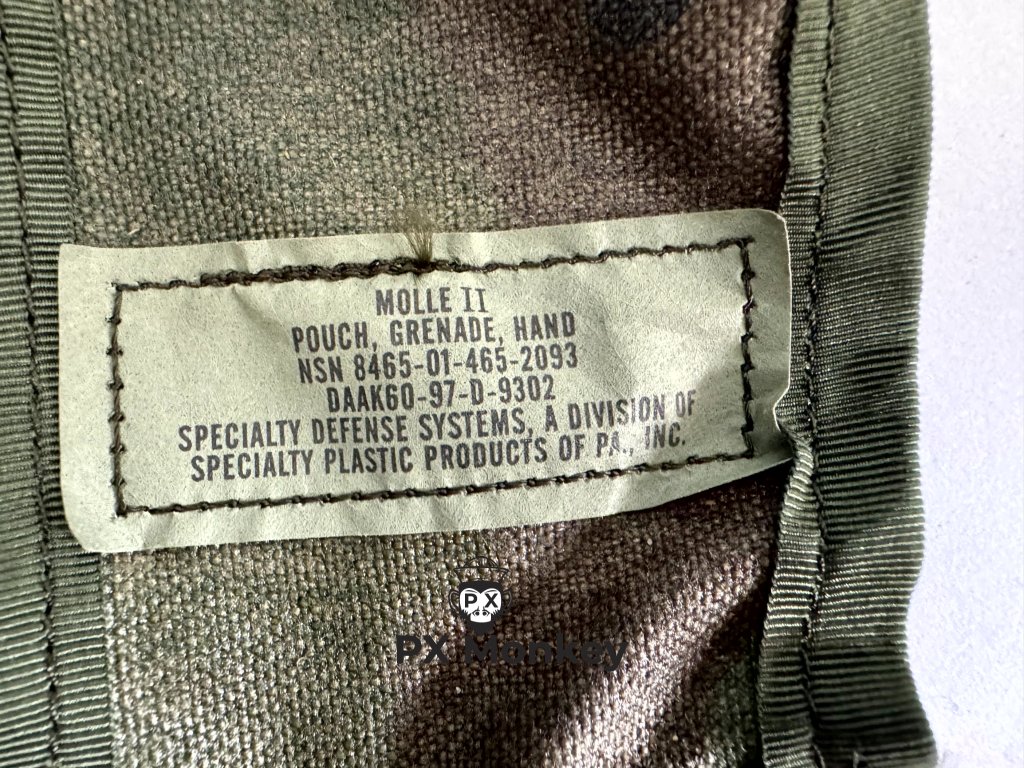 MOLLE II
POUCH, GRENADE, HAND
NSN 8465-01-465-2093
DAAK60-97-D-9302
SPECIALTY DEFENSE SYSTEMS, A DIVISION OF
SPECIALTY PLASTIC PRODUCTS OF PA., INC.
PX
PX Monkey